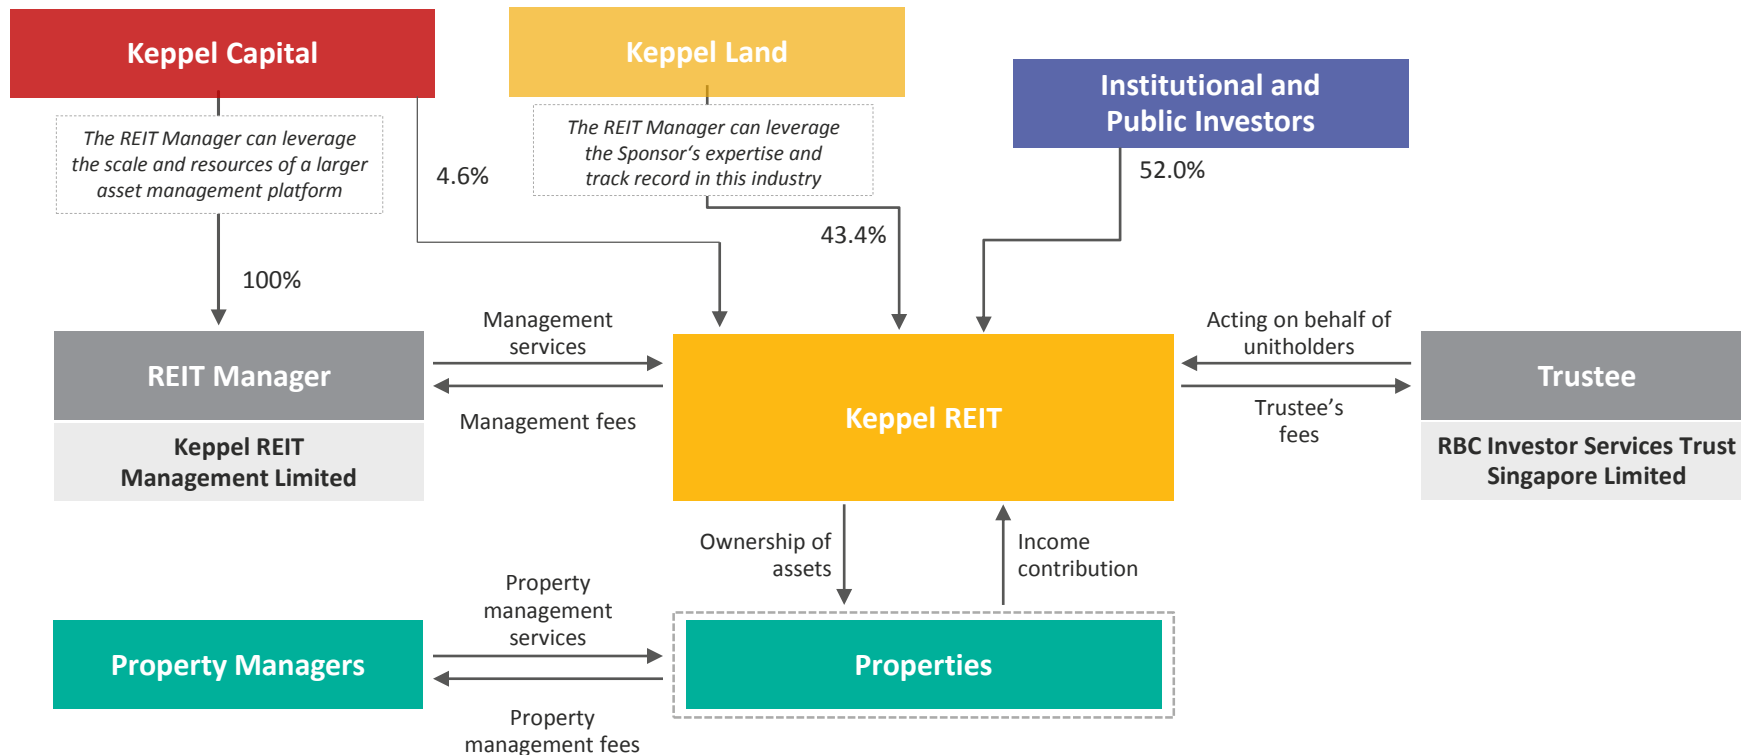 Keppel Capital
Keppel Land
Institutional and
Public Investors
The REIT Manager can leverage
the scale and resources of a larger
asset management platform
4.6%
The REIT Manager can leverage
the Sponsor‘s expertise and
track record in this industry
52.0%
43.4%
100%
Management
services
Acting on behalf of
unitholders
REIT Manager
Keppel REIT
Management Limited
Management fees
Keppel REIT
Trustee’s
fees
Trustee
RBC Investor Services Trust
Singapore Limited
Ownership of
assets
Income
contribution
Property
management
services
Property Managers
Properties
Property
management fees